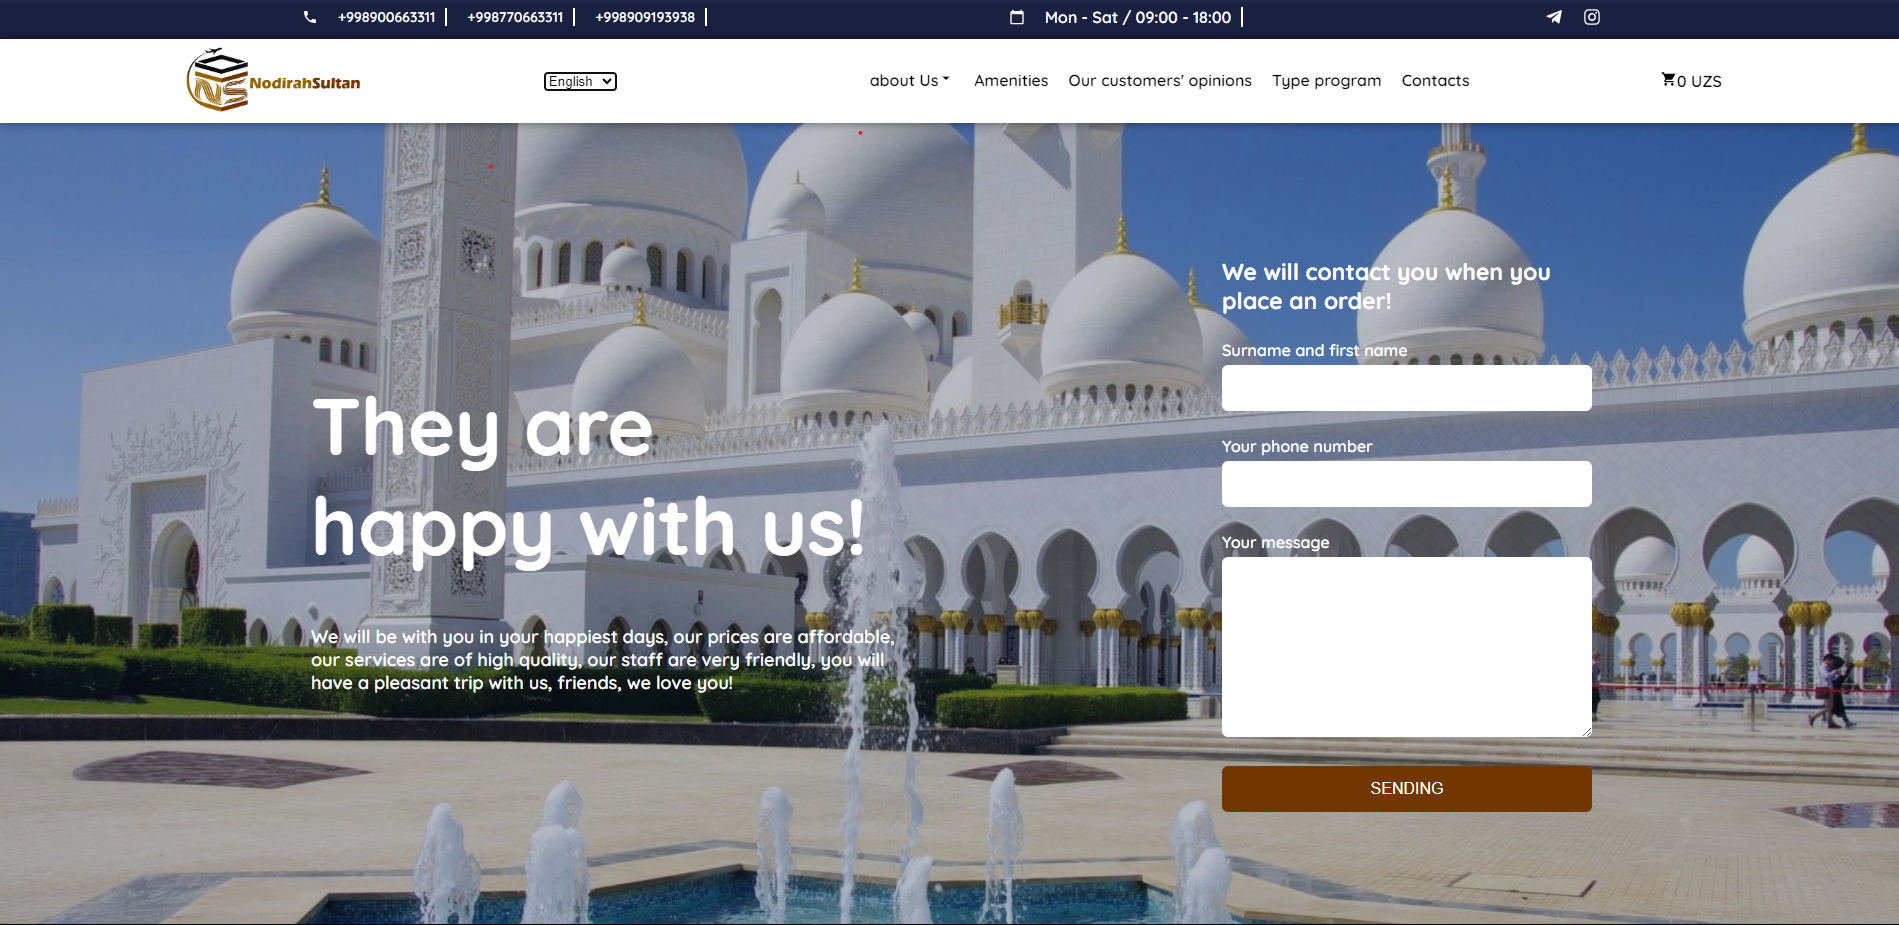 +998900663311 +998770663311 +998909193938 Mon - Sat / 09:00 - 18:00
NS NodirahSultan English about Us Amenities Our customers' opinions Type program Contacts 0 UZS
We will contact you when you
place an order!
Surname and first name
They are
happy with us!
Your phone number
Your message
We will be with you in your happiest days, our prices are affordable,
our services are of high quality, our staff are very friendly, you will
have a pleasant trip with us, friends, we love you!
SENDING